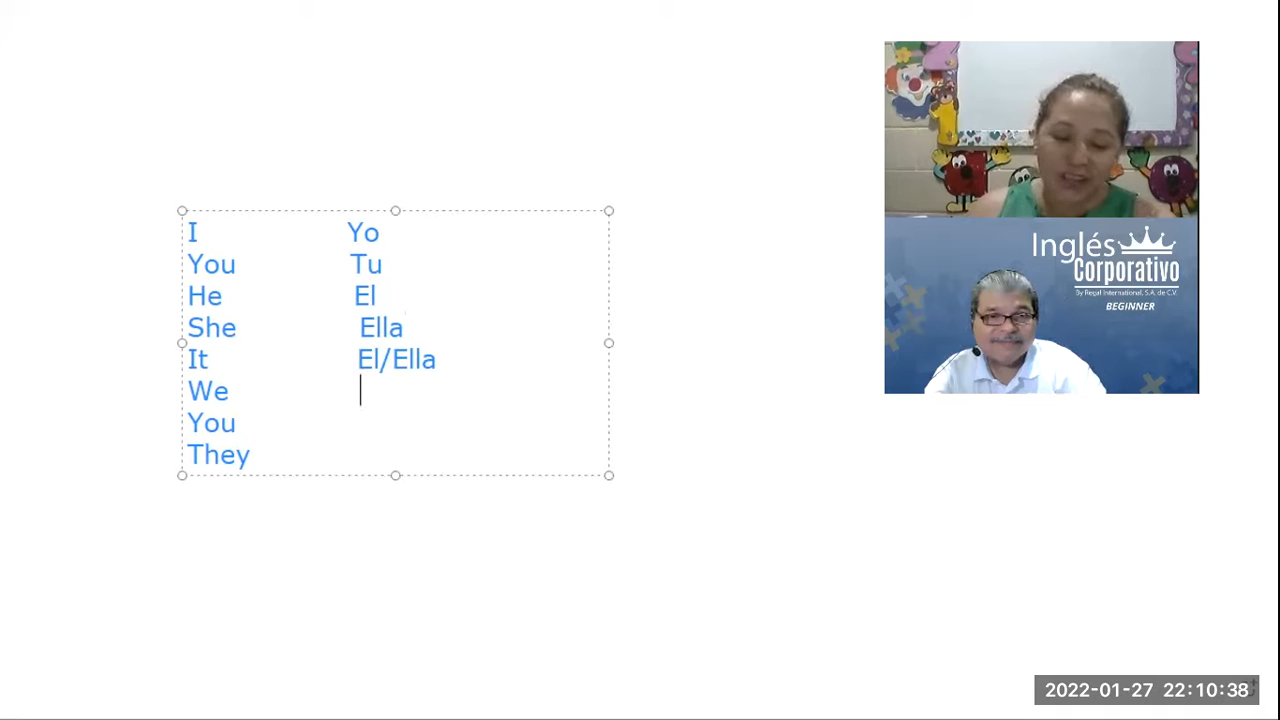 I Yo
You Tu
He El
She Ella
It El/Ella
We
You
They
Inglés
Corporativo
By Regal International, S.A. de C.V.
BEGINNER
2022-01-27 22:10:38